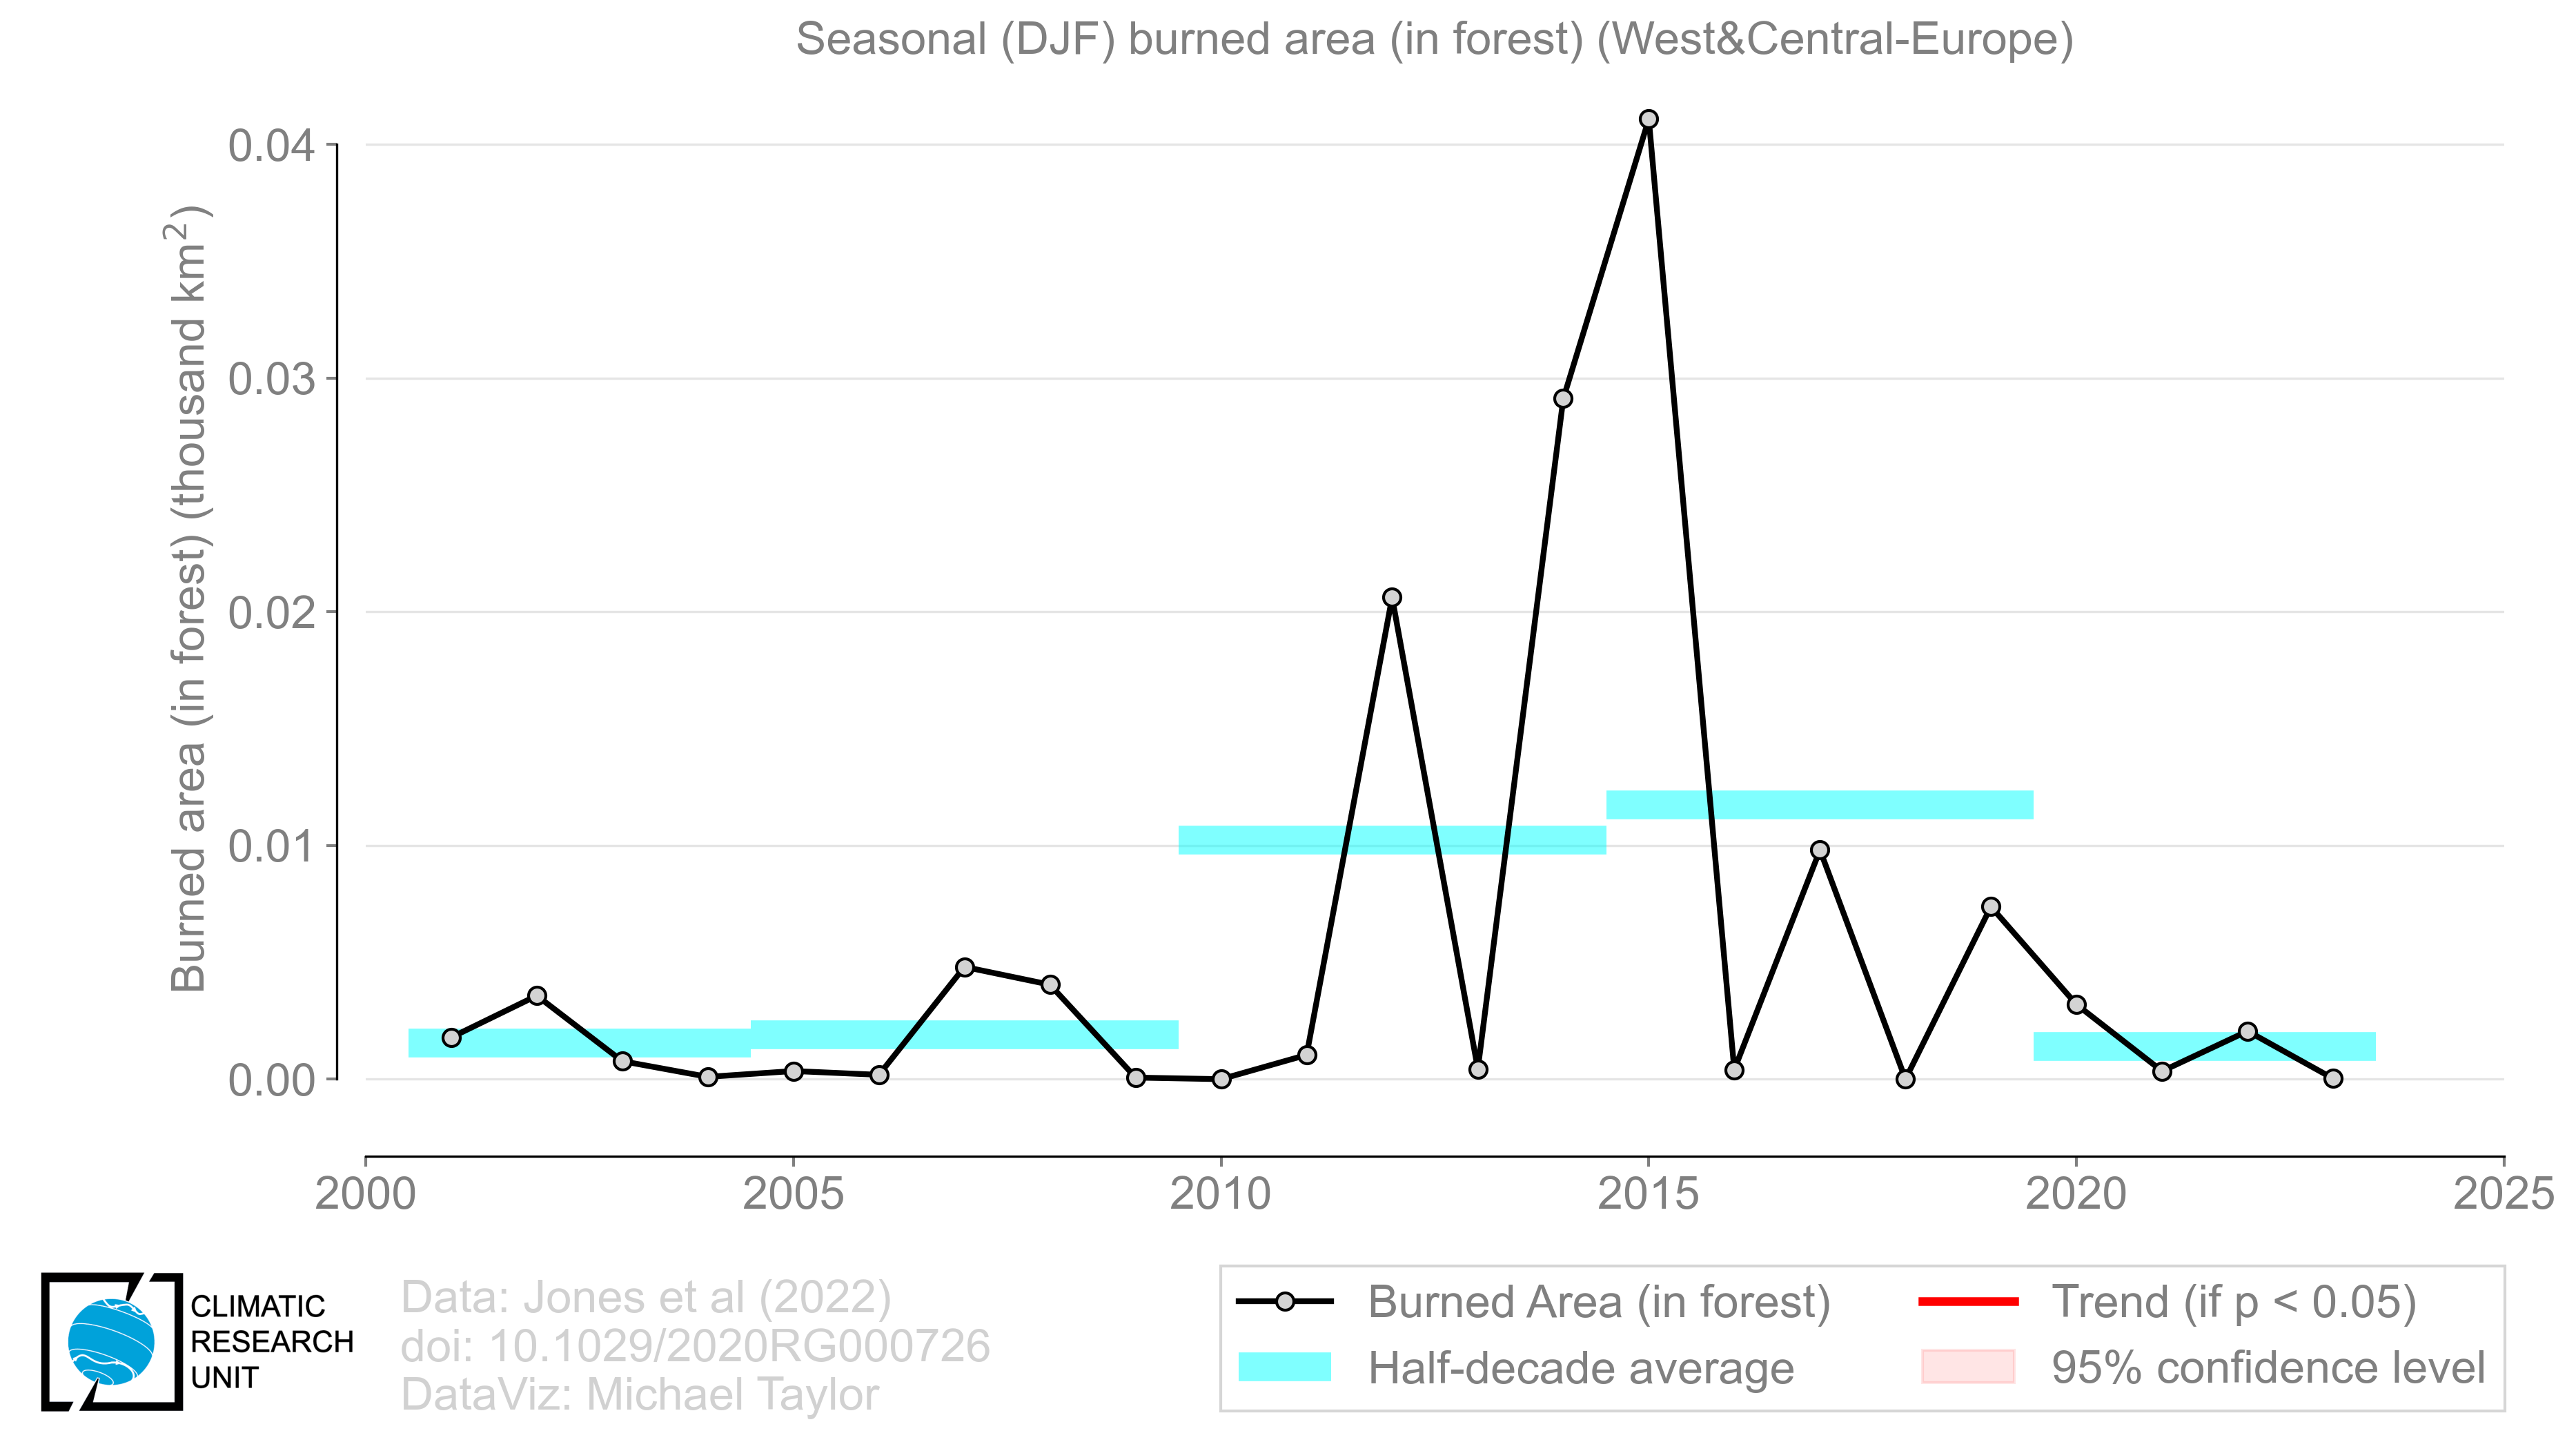 Seasonal (DJF) burned area (in forest) (West&Central-Europe)
Burned area (in forest) (thousand km²)
0.04
0.03
0.02
0.01
0.00
2000
2005
2010
2015
2020
2025
CLIMATIC
RESEARCH
UNIT
Data: Jones et al (2022)
doi: 10.1029/2020RG000726
DataViz: Michael Taylor
Burned Area (in forest)
Half-decade average
Trend (if p < 0.05)
95% confidence level